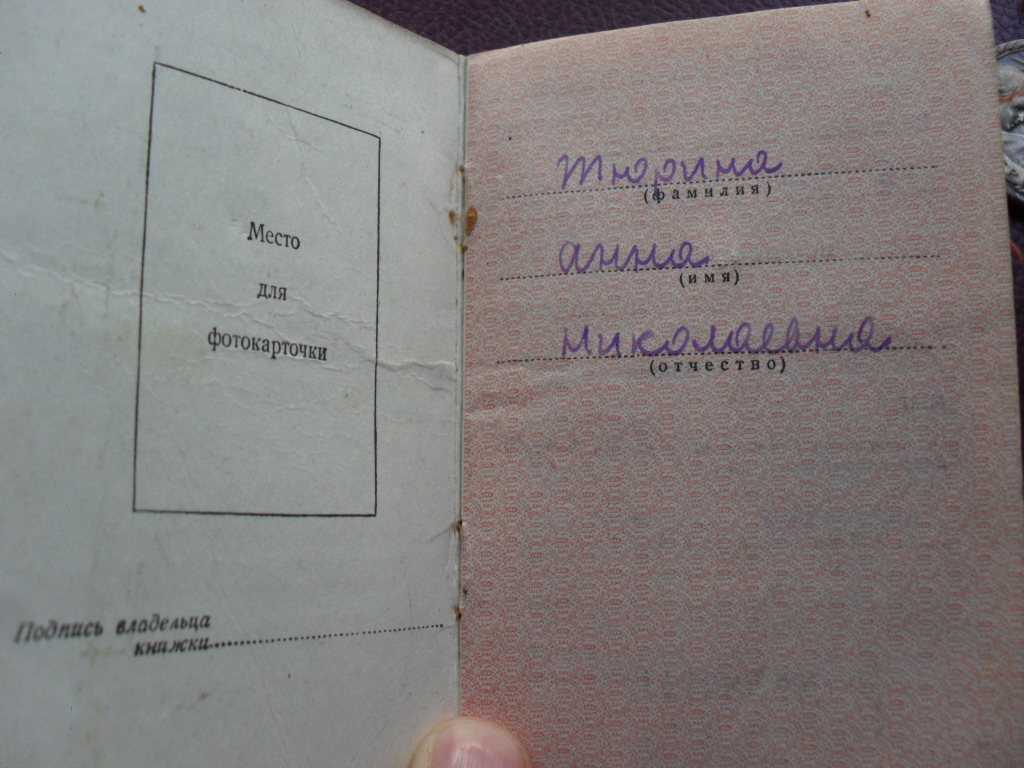 Место
для
фотокарточки
Подпись владельца
книжки
Тюрина
(фамилия)
анна
(имя)
Николаевна
(отчество)